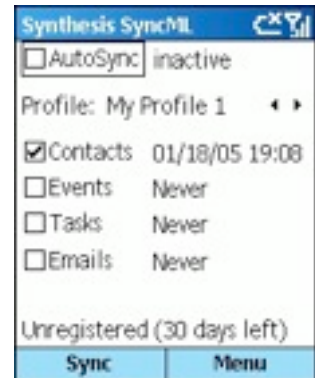 Synthesis SyncML
AutoSync inactive
Profile: My Profile 1
Contacts 01/18/05 19:08
Events Never
Tasks Never
Emails Never
Unregistered (30 days left)
Sync Menu